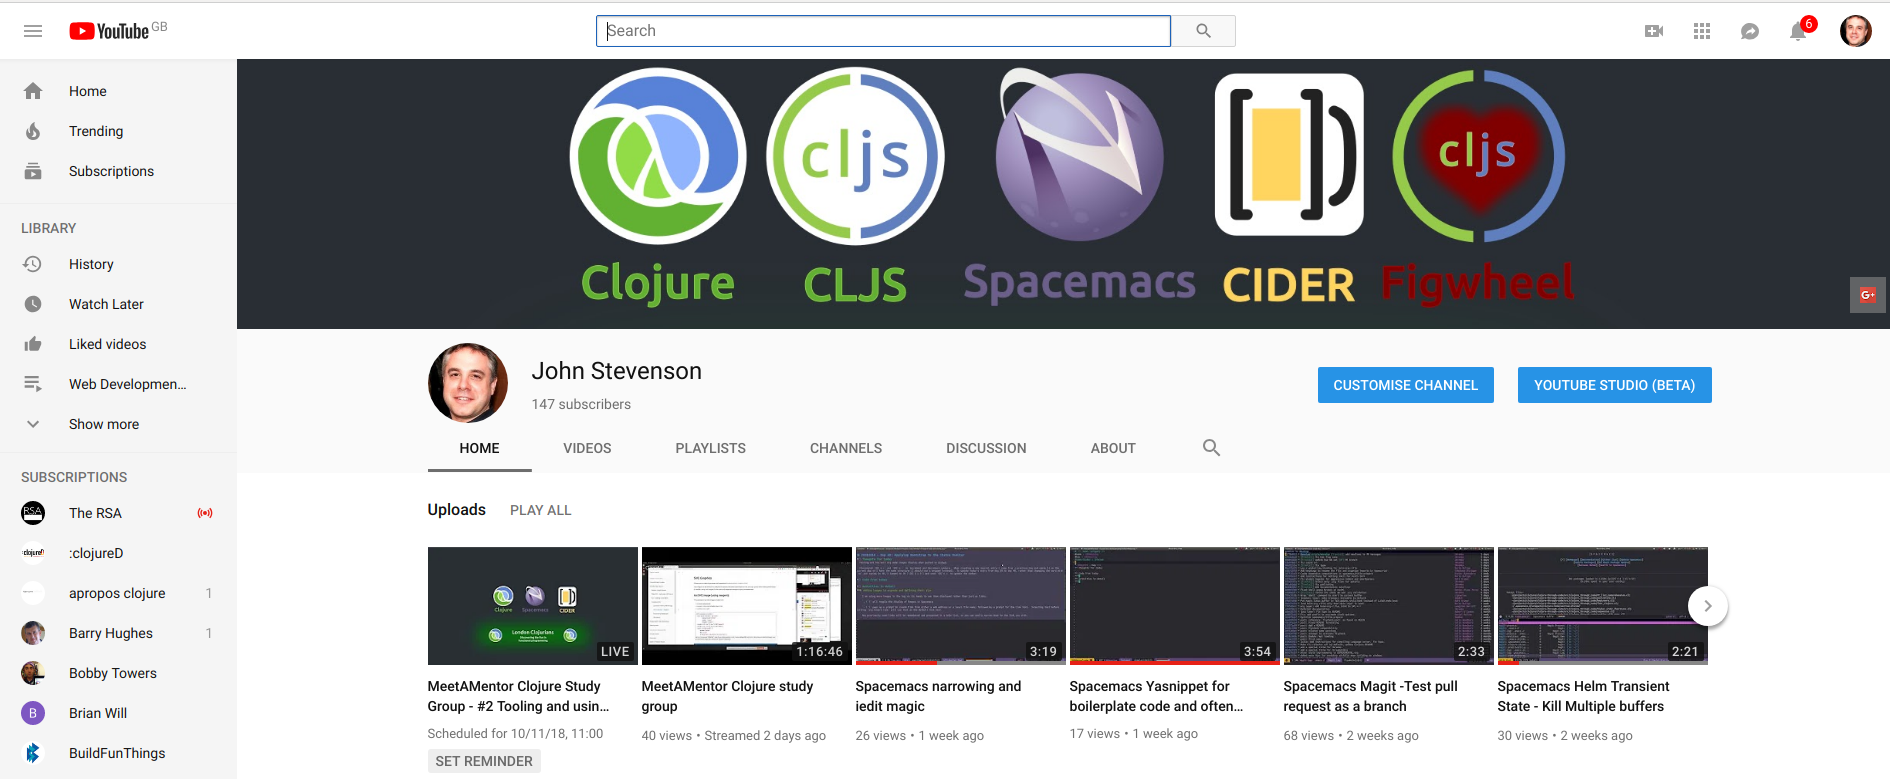 YouTube GB
Search
6
Home
Trending
Subscriptions
LIBRARY
History
Watch Later
Liked videos
Web Developmen...
Show more
SUBSCRIPTIONS
RSA
The RSA
:clojureD
:clojureD
apropos clojure 1
Barry Hughes 1
Bobby Towers
B
Brian Will
BuildFunThings
cljs
cljs
Clojure
CLJS
Spacemacs
CIDER
Figwheel
G+
John Stevenson
147 subscribers
CUSTOMISE CHANNEL
YOUTUBE STUDIO (BETA)
HOME
VIDEOS
PLAYLISTS
CHANNELS
DISCUSSION
ABOUT
Uploads
PLAY ALL
Clojure
Spacemacs
CIDER
London Clojurians
LIVE
MeetAMentor Clojure Study
Group - #2 Tooling and usin...
Scheduled for 10/11/18, 11:00
SET REMINDER
1:16:46
MeetAMentor Clojure study
group
40 views • Streamed 2 days ago
3:19
Spacemacs narrowing and
iedit magic
26 views • 1 week ago
3:54
Spacemacs Yasnippet for
boilerplate code and often...
17 views • 1 week ago
2:33
Spacemacs Magit -Test pull
request as a branch
68 views • 2 weeks ago
2:21
Spacemacs Helm Transient
State - Kill Multiple buffers
30 views • 2 weeks ago